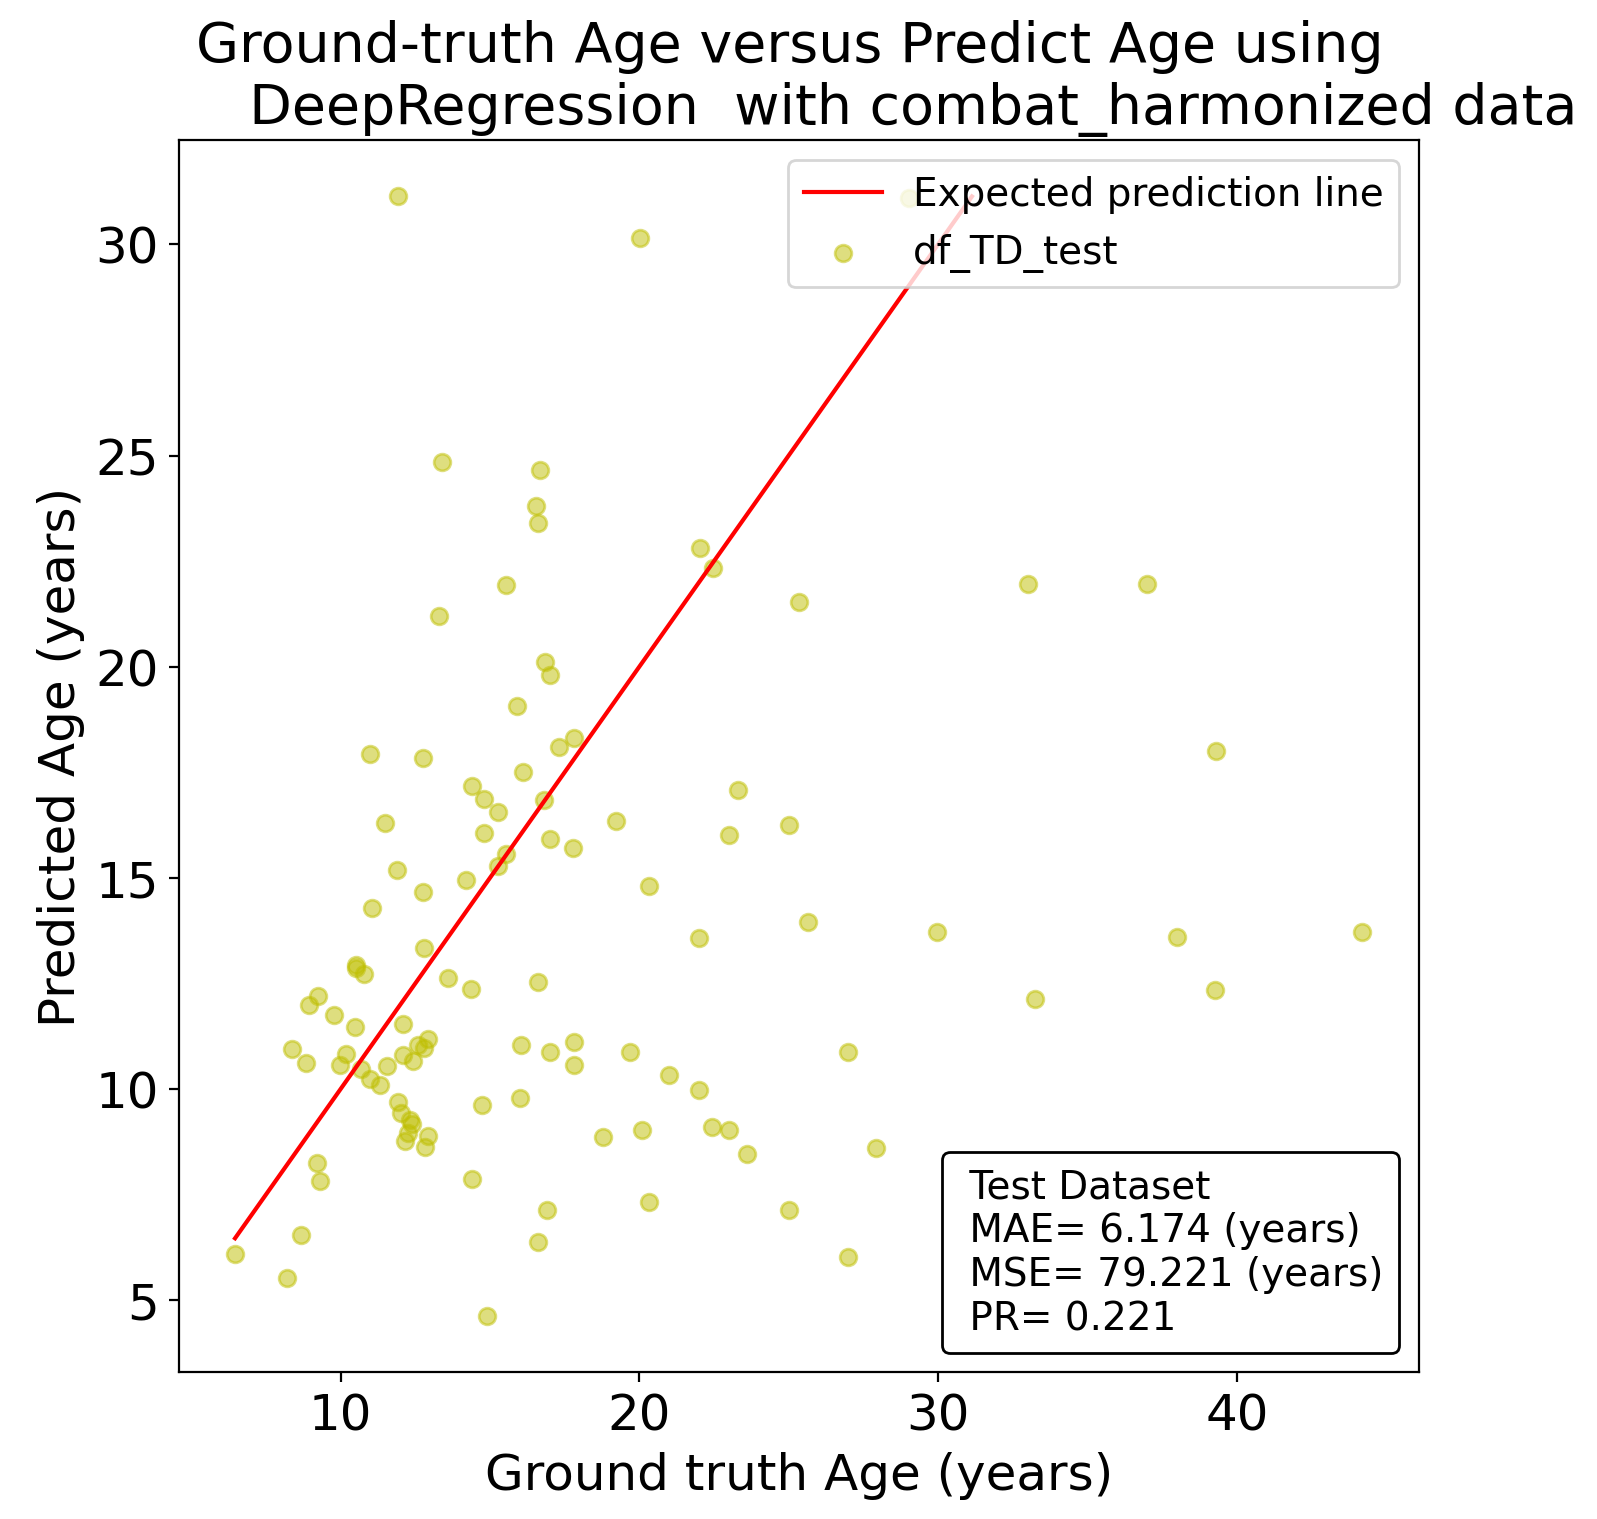 Ground-truth Age versus Predict Age using
DeepRegression  with combat_harmonized data
Expected prediction line
df_TD_test
30
25
20
15
10
5
Predicted Age (years)
Test Dataset
MAE= 6.174 (years)
MSE= 79.221 (years)
PR= 0.221
10
20
30
40
Ground truth Age (years)